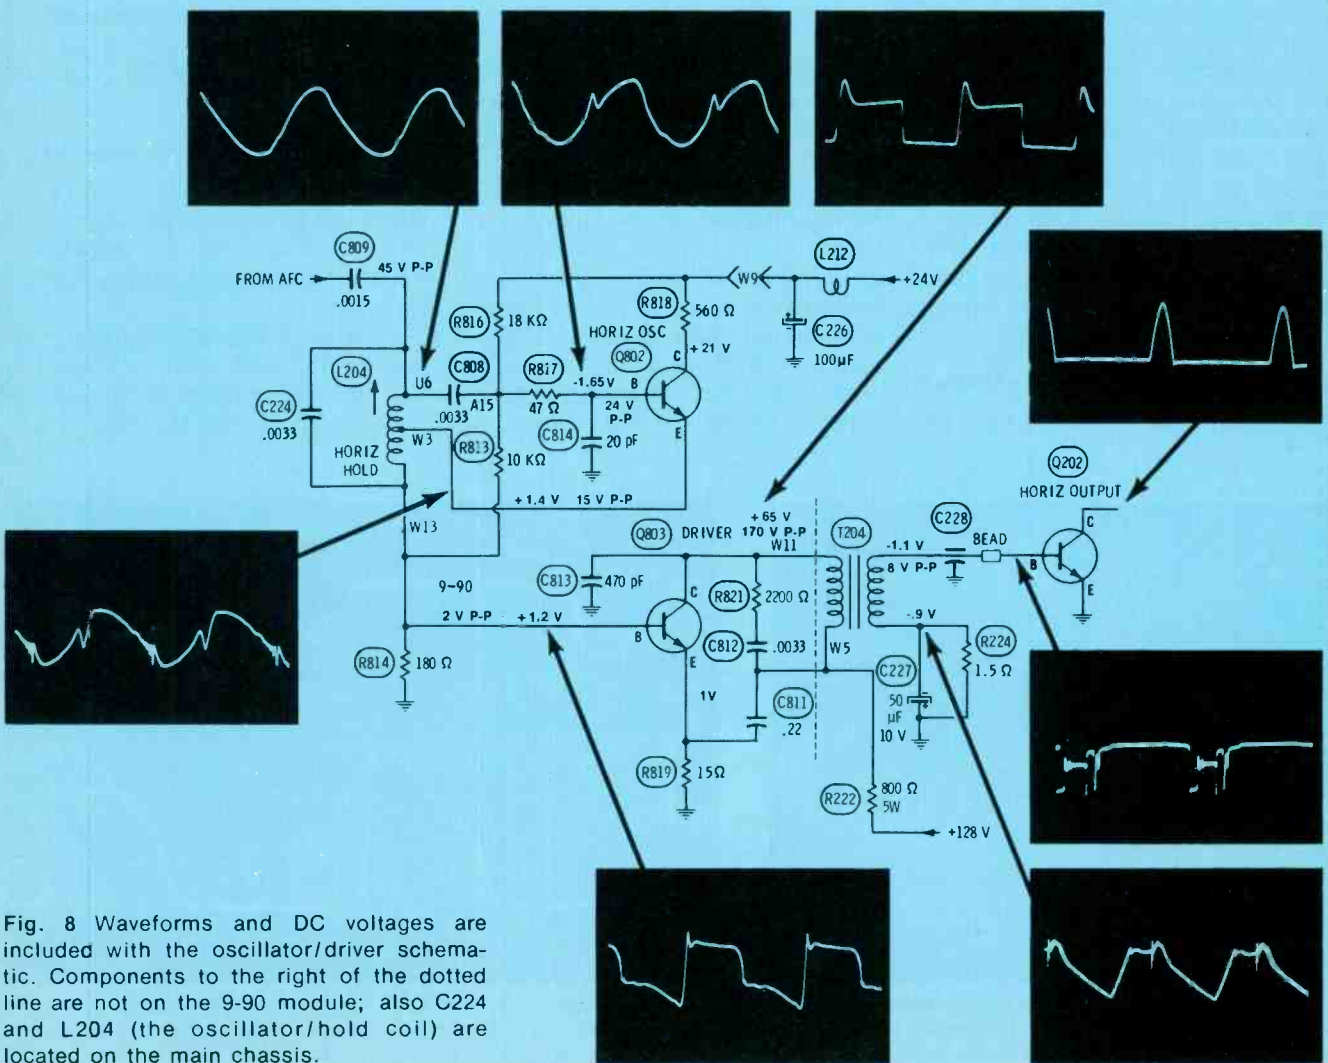 C809
45 V P-P
FROM AFC
.0015
L212
W9
+24V
R818
560 Ω
R816
18 KΩ
HORIZ OSC
C226
100µF
Q802
C
+21 V
L204
U6
C808
R817
-1.65V
B
C224
.0033
.0033
A15
47 Ω
24 V
P-P
W3
R813
C814
20 pF
E
HORIZ
HOLD
10 KΩ
+1.4 V 15 V P-P
W13
Q202
HORIZ OUTPUT
C
B
E
+65 V
Q803
DRIVER
170 V P-P
W11
T204
C228
BEAD
-1.1 V
8 V P-P
9-90
C813
470 pF
C
R821
2200 Ω
2 V P-P +1.2 V
B
-.9 V
R814
180 Ω
E
C812
.0033
W5
R224
1.5 Ω
C227
50
µF
10 V
1V
C811
.22
R819
15Ω
R222
800 Ω
5W
+128 V
Fig. 8 Waveforms and DC voltages are
included with the oscillator/driver schema-
tic. Components to the right of the dotted
line are not on the 9-90 module; also C224
and L204 (the oscillator/hold coil) are
located on the main chassis.